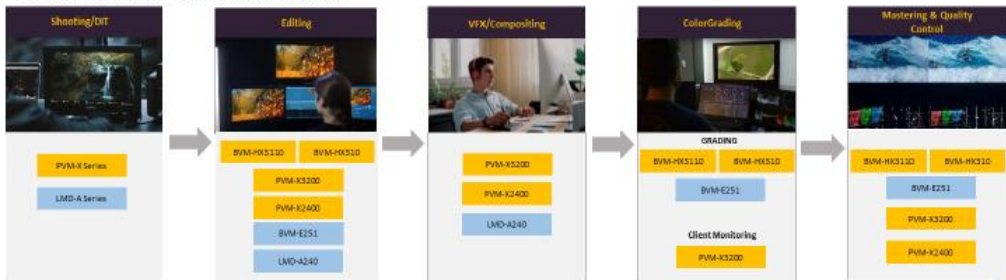 Shooting/DIT
PVM-X Series
LMD-A Series
Editing
BVM-HX3110 BVM-HX310
PVM-X3200
PVM-X2400
BVM-E251
LMD-A240
VFX/Compositing
PVM-X3200
PVM-X2400
LMD-A240
ColorGrading
GRADING
BVM-HX3110 BVM-HX310
BVM-E251
Client Monitoring
PVM-X3200
Mastering & Quality
Control
BVM-HX3110 BVM-HX310
BVM-E251
PVM-X3200
PVM-X2400